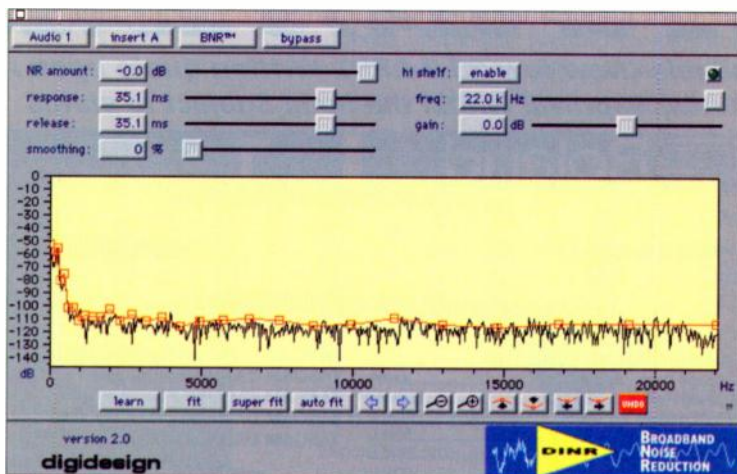 Audio 1 insert A BNR™ bypass
NR amount: -0.0 dB hi shelf: enable
response: 35.1 ms freq: 22.0 k Hz
release: 35.1 ms gain: 0.0 dB
smoothing: 0 %
0
-10
-20
-30
-40
-50
-60
-70
-80
-90
-100
-110
-120
-130
-140
dB 0 5000 10000 15000 20000 Hz
learn fit super fit auto fit UNDO
version 2.0
digidesign
DINR
BROADBAND
NOISE
REDUCTION